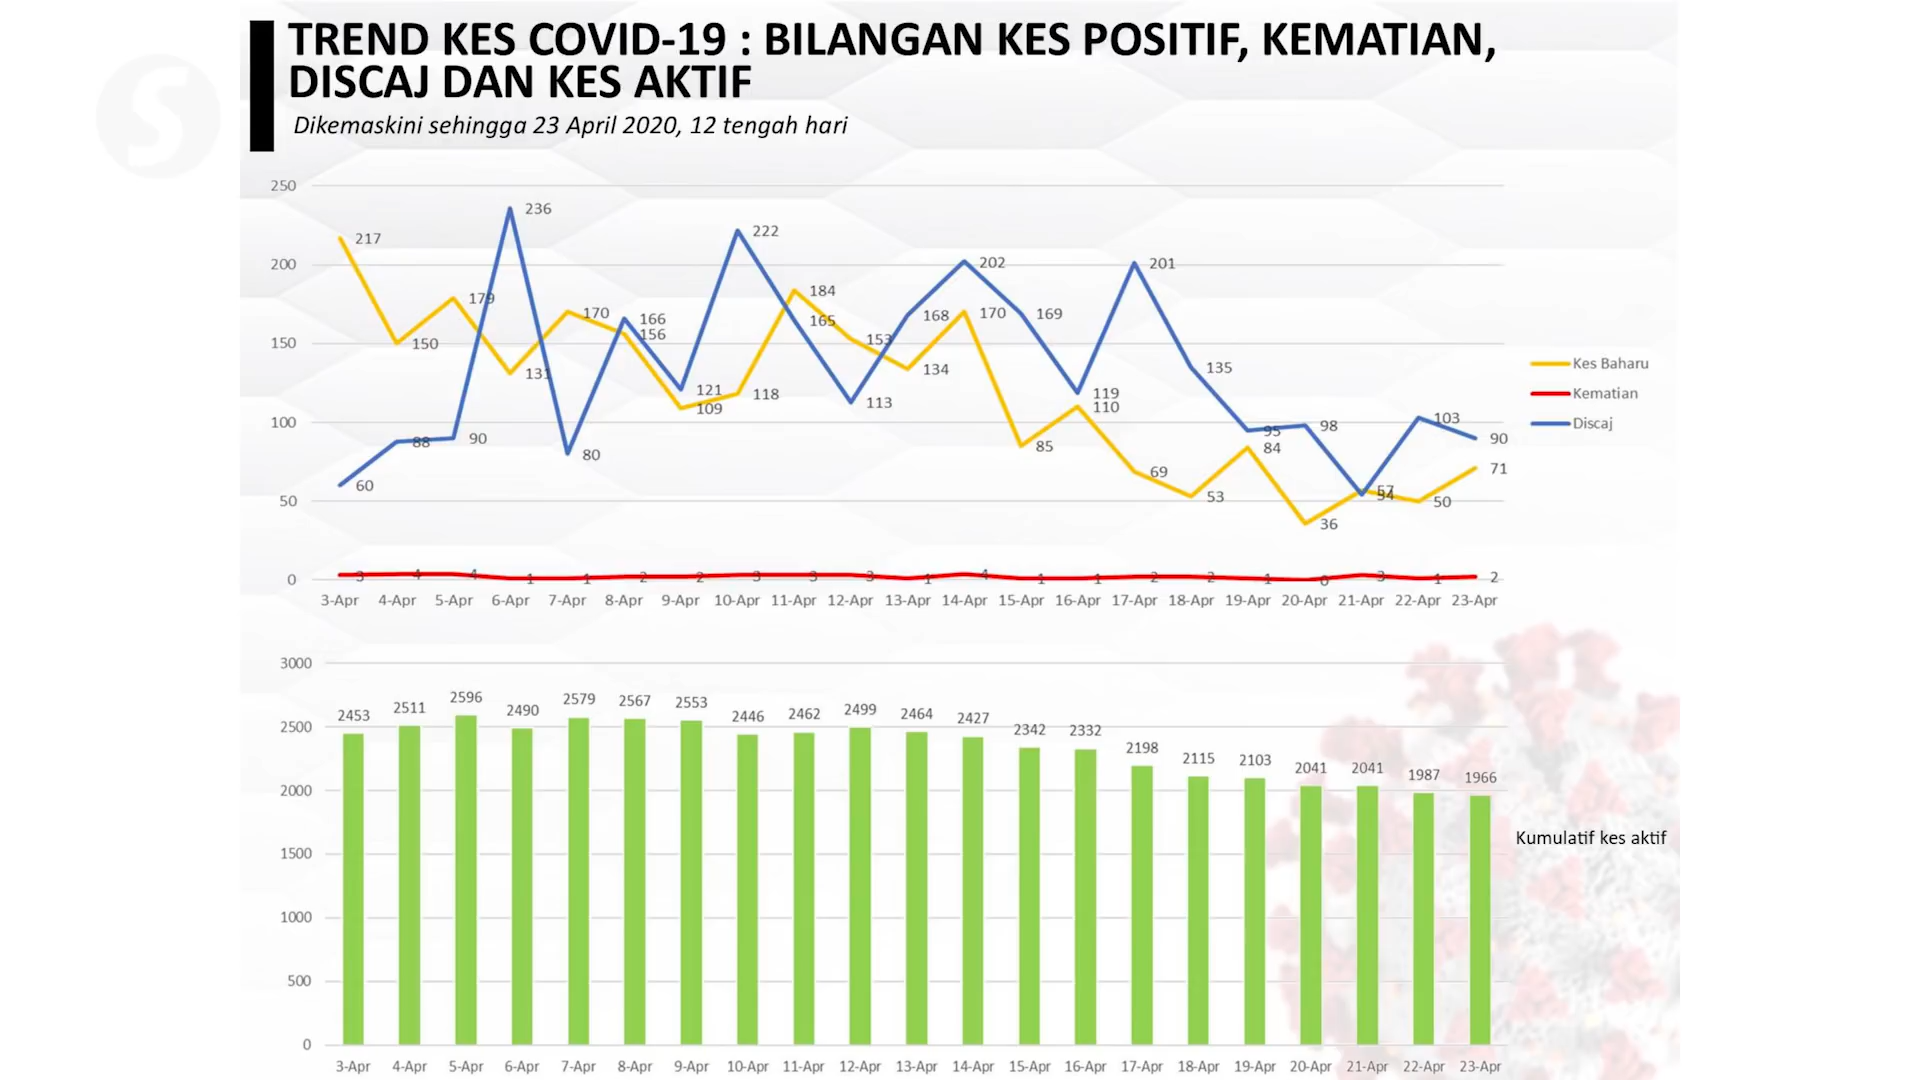 TREND KES COVID-19 : BILANGAN KES POSITIF, KEMATIAN,
DISCAJ DAN KES AKTIF
Dikemaskini sehingga 23 April 2020, 12 tengah hari
S
250
200
150
100
50
0
217 150 179 131 170 156 109 118 184 153 134 170 85 110 69 53 84 36 57 50 71
60 88 90 236 80 166 121 222 165 113 168 202 169 119 201 135 95 98 54 103 90
3 4 4 1 1 2 2 3 3 3 1 4 1 1 2 2 1 0 3 1 2
3-Apr 4-Apr 5-Apr 6-Apr 7-Apr 8-Apr 9-Apr 10-Apr 11-Apr 12-Apr 13-Apr 14-Apr 15-Apr 16-Apr 17-Apr 18-Apr 19-Apr 20-Apr 21-Apr 22-Apr 23-Apr
Kes Baharu
Kematian
Discaj
3000
2500
2000
1500
1000
500
0
2453 2511 2596 2490 2579 2567 2553 2446 2462 2499 2464 2427 2342 2332 2198 2115 2103 2041 2041 1987 1966
3-Apr 4-Apr 5-Apr 6-Apr 7-Apr 8-Apr 9-Apr 10-Apr 11-Apr 12-Apr 13-Apr 14-Apr 15-Apr 16-Apr 17-Apr 18-Apr 19-Apr 20-Apr 21-Apr 22-Apr 23-Apr
Kumulatif kes aktif